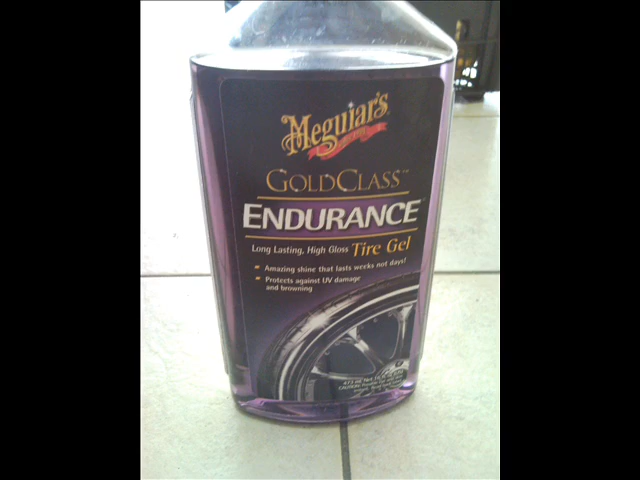 Meguiar's
GOLDCLASS™
ENDURANCE
Long Lasting, High Gloss Tire Gel
Amazing shine that lasts weeks not days!
Protects against UV damage
and browning